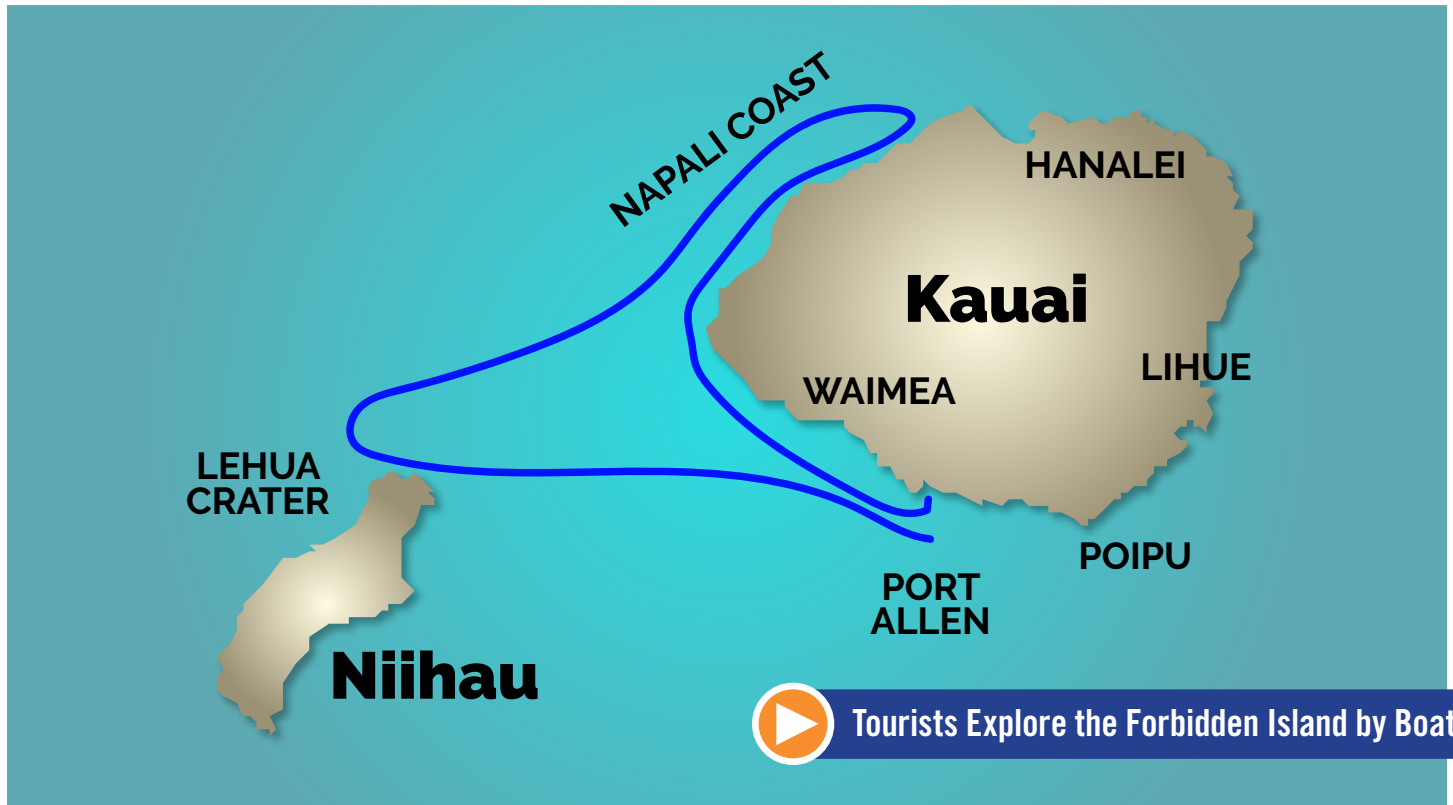 NAPALI COAST
HANALEI
Kauai
LIHUE
WAIMEA
LEHUA
CRATER
POIPU
PORT
ALLEN
Niihau
Tourists Explore the Forbidden Island by Boat